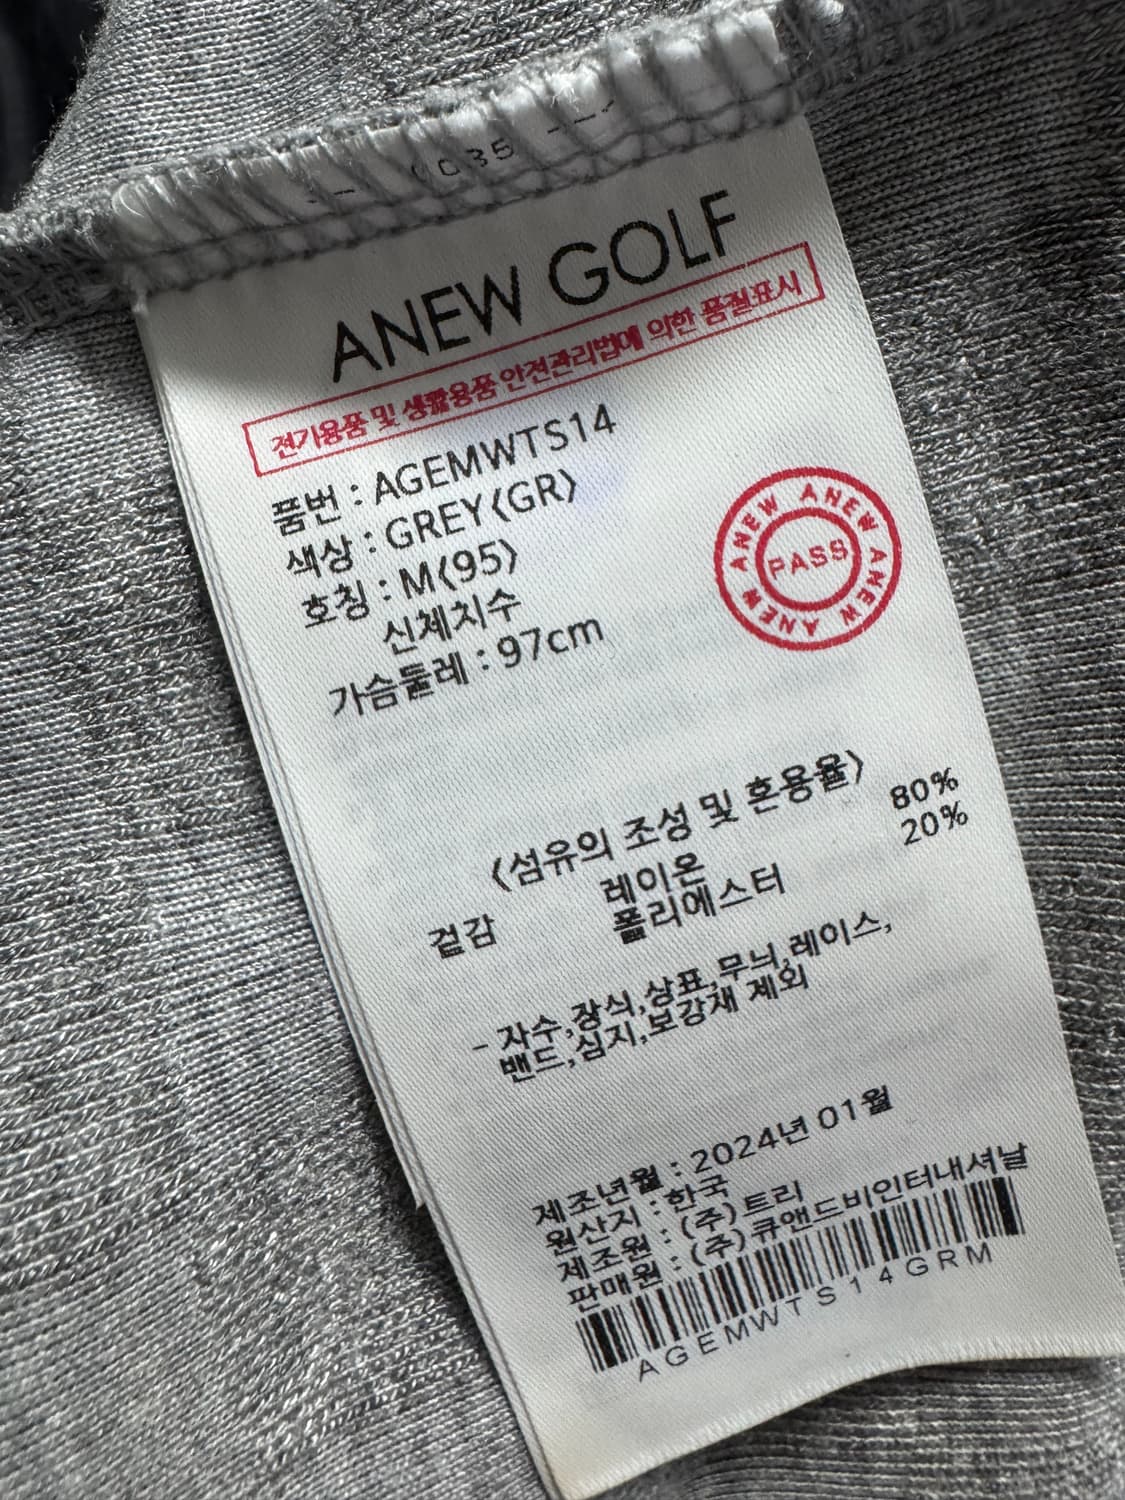 0035
ANEW GOLF
전기용품 및 생활용품 안전관리법에 의한 품질표시
품번 : AGEMWTS14
색상 : GREY(GR)
호칭 : M(95)
신체치수
가슴둘레 : 97cm
ANEW ANEW ANEW ANEW ANEW
PASS
<섬유의 조성 및 혼용율>
겉감 레이온 80%
폴리에스터 20%
- 자수,장식,상표,무늬,레이스,
밴드,심지,보강재 제외
제조년월 : 2024년 01월
원산지 : 한국
제조원 : (주)트리
판매원 : (주)큐앤드비인터내셔날
AGEMWTS14GRM